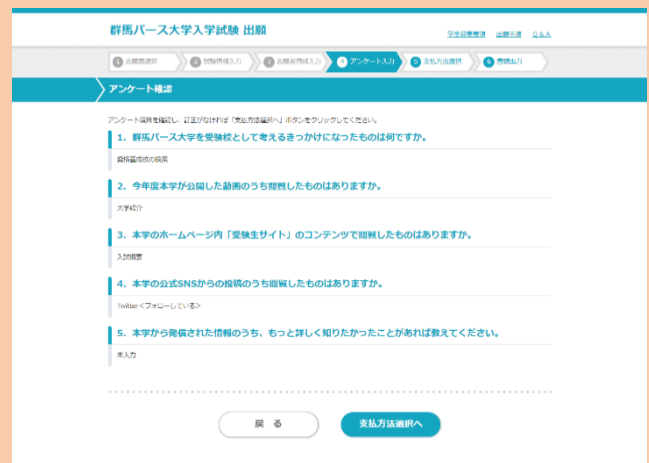 群馬パース大学入学試験 出願
学生募集要項 出願手順 Q&A
1 出願票選択 2 試験情報入力 3 志願者情報入力 4 アンケート入力 5 支払方法選択 6 書類出力
アンケート確認
アンケート結果を確認し、訂正がなければ「支払方法選択へ」ボタンをクリックしてください。
1. 群馬パース大学を受験校として考えるきっかけになったものは何ですか。
資格養成校の検索
2. 今年度本学が公開した動画のうち閲覧したものはありますか。
大学紹介
3. 本学のホームページ内「受験生サイト」のコンテンツで閲覧したものはありますか。
入試概要
4. 本学の公式SNSからの投稿のうち閲覧したものはありますか。
Twitter<フォローしている>
5. 本学から発信された情報のうち、もっと詳しく知りたかったことがあれば教えてください。
未入力
戻 る
支払方法選択へ